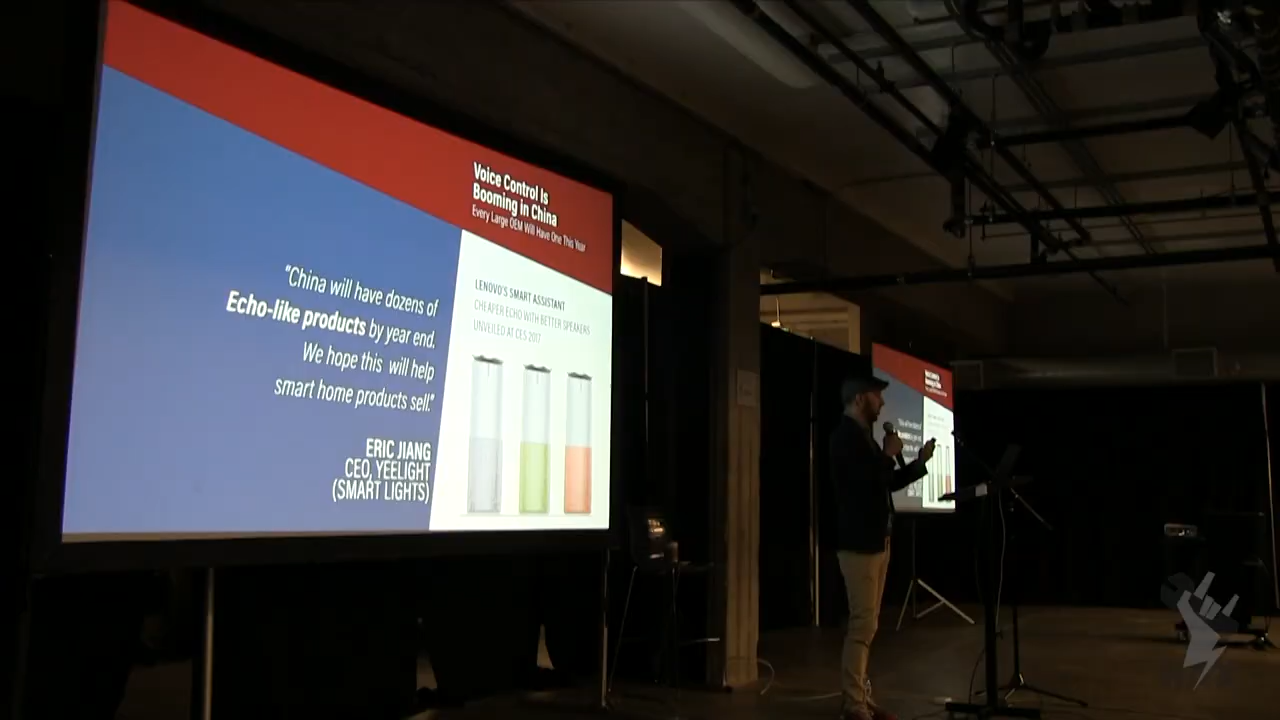 Voice Control Is
Booming in China
Every Large OEM Will Have One This Year
"China will have dozens of
Echo-like products by year end.
We hope this will help
smart home products sell."
ERIC JIANG
CEO, YEELIGHT
(SMART LIGHTS)
LENOVO'S SMART ASSISTANT
CHEAPER ECHO WITH BETTER SPEAKERS
UNVEILED AT CES 2017